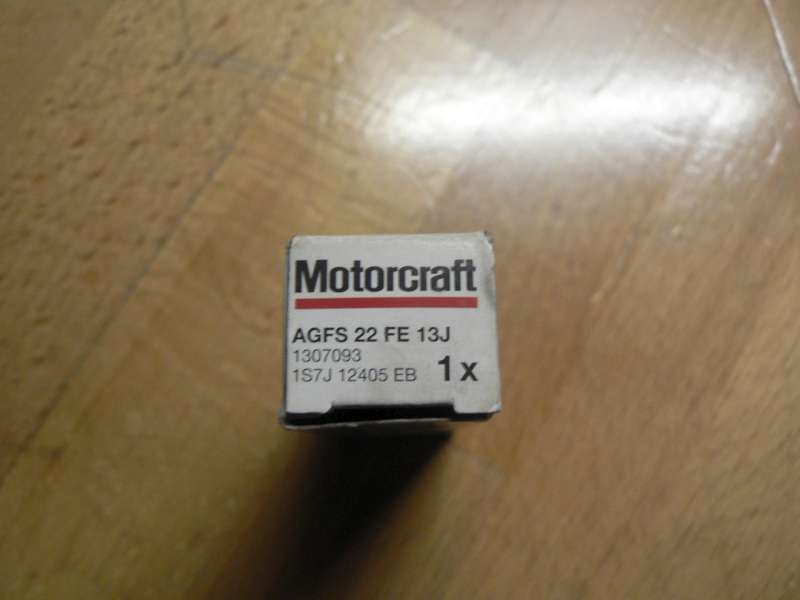 Motorcraft
AGFS 22 FE 13J
1307093
1S7J 12405 EB
1x